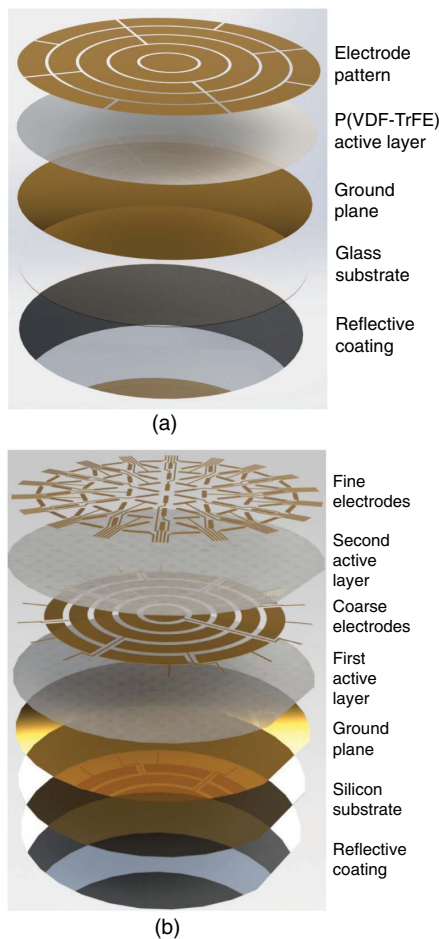 Electrode
pattern
P(VDF-TrFE)
active layer
Ground
plane
Glass
substrate
Reflective
coating
(a)
Fine
electrodes
Second
active
layer
Coarse
electrodes
First
active
layer
Ground
plane
Silicon
substrate
Reflective
coating
(b)